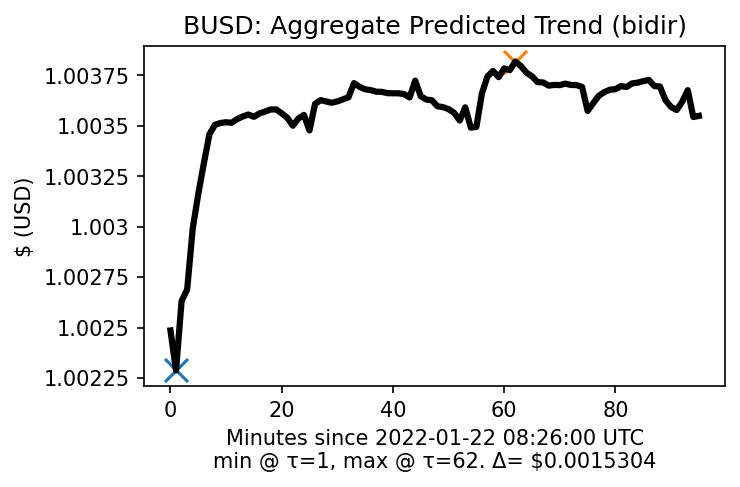 BUSD: Aggregate Predicted Trend (bidir)
$ (USD)
1.00375
1.0035
1.00325
1.003
1.00275
1.0025
1.00225
0 20 40 60 80
Minutes since 2022-01-22 08:26:00 UTC
min @ τ=1, max @ τ=62. Δ= $0.0015304